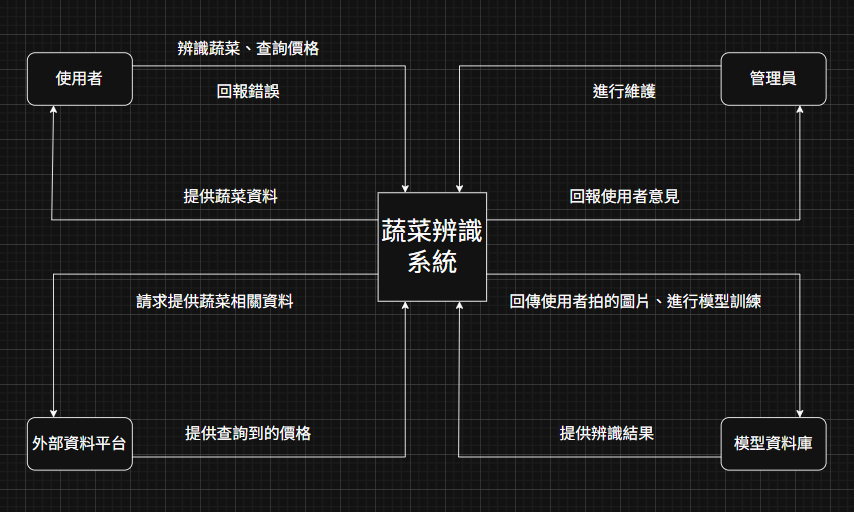 辨識蔬菜、查詢價格
使用者
回報錯誤
管理員
進行維護
提供蔬菜資料
回報使用者意見
蔬菜辨識
系統
請求提供蔬菜相關資料
回傳使用者拍的圖片、進行模型訓練
外部資料平台
提供查詢到的價格
提供辨識結果
模型資料庫